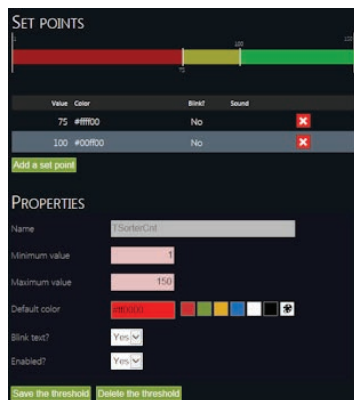 SET POINTS
1 100 150
75
Value Color Blink? Sound
75 #ffff00 No
100 #00ff00 No
Add a set point
PROPERTIES
Name TSorterCnt
Minimum value 1
Maximum value 150
Default color #ff0000
Blink text? Yes
Enabled? Yes
Save the threshold Delete the threshold